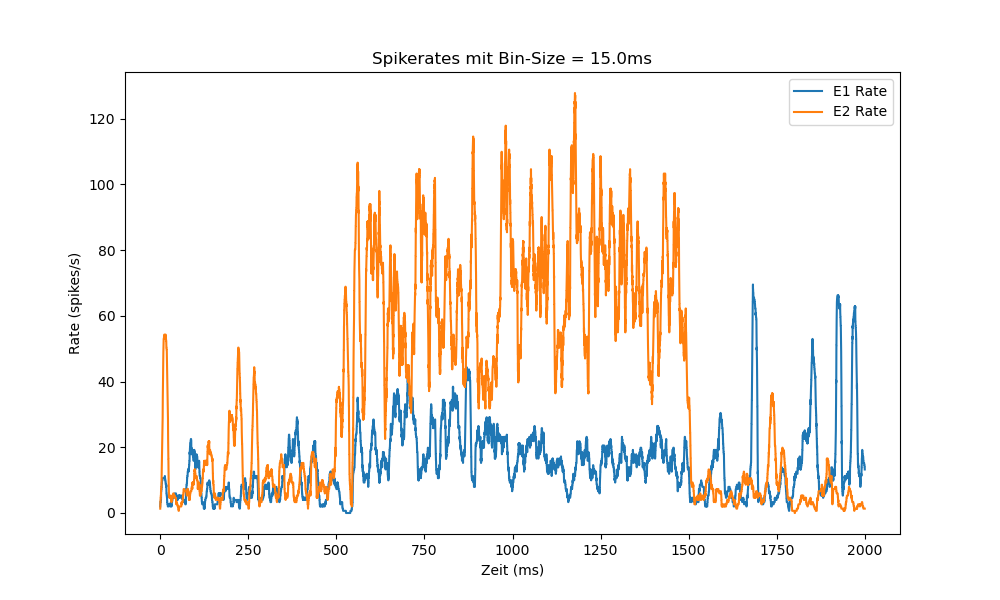 Spikerates mit Bin-Size = 15.0ms
E1 Rate
E2 Rate
120
100
80
60
40
20
0
Rate (spikes/s)
0 250 500 750 1000 1250 1500 1750 2000
Zeit (ms)